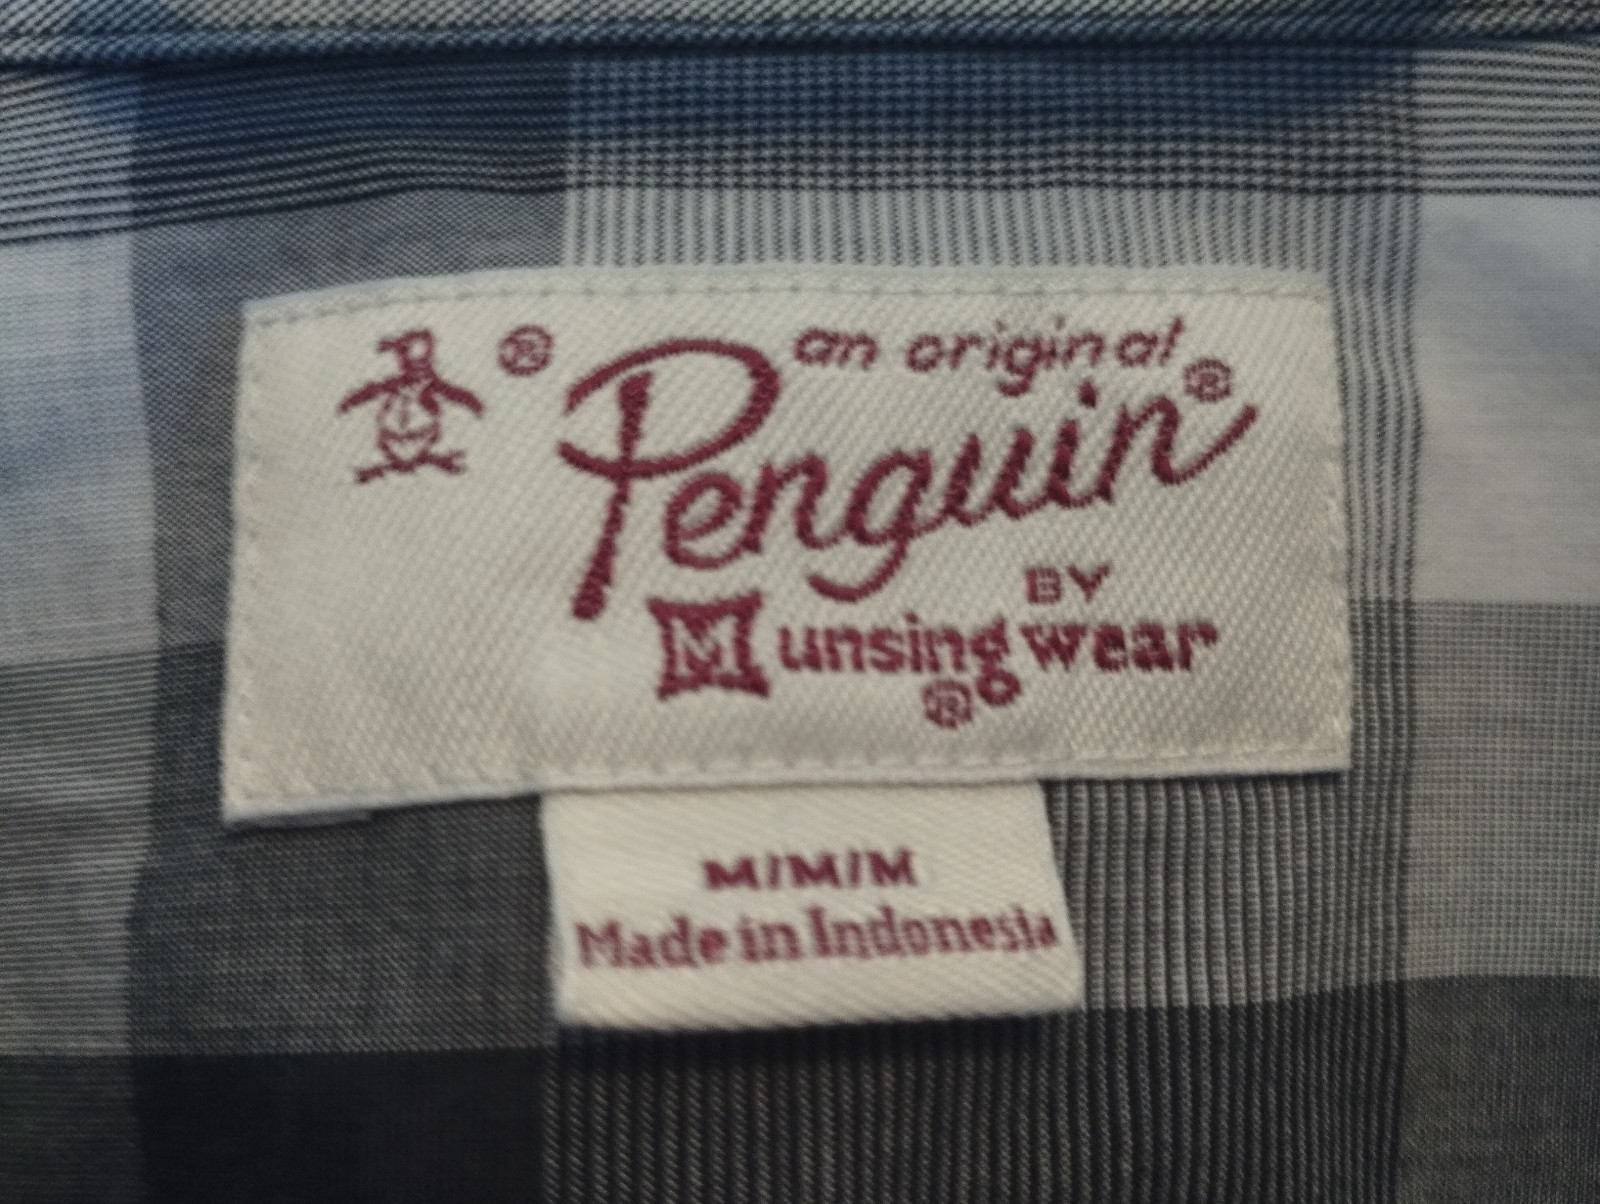 ® an original
Penguin®
BY
Munsingwear
®
M/M/M
Made in Indonesia